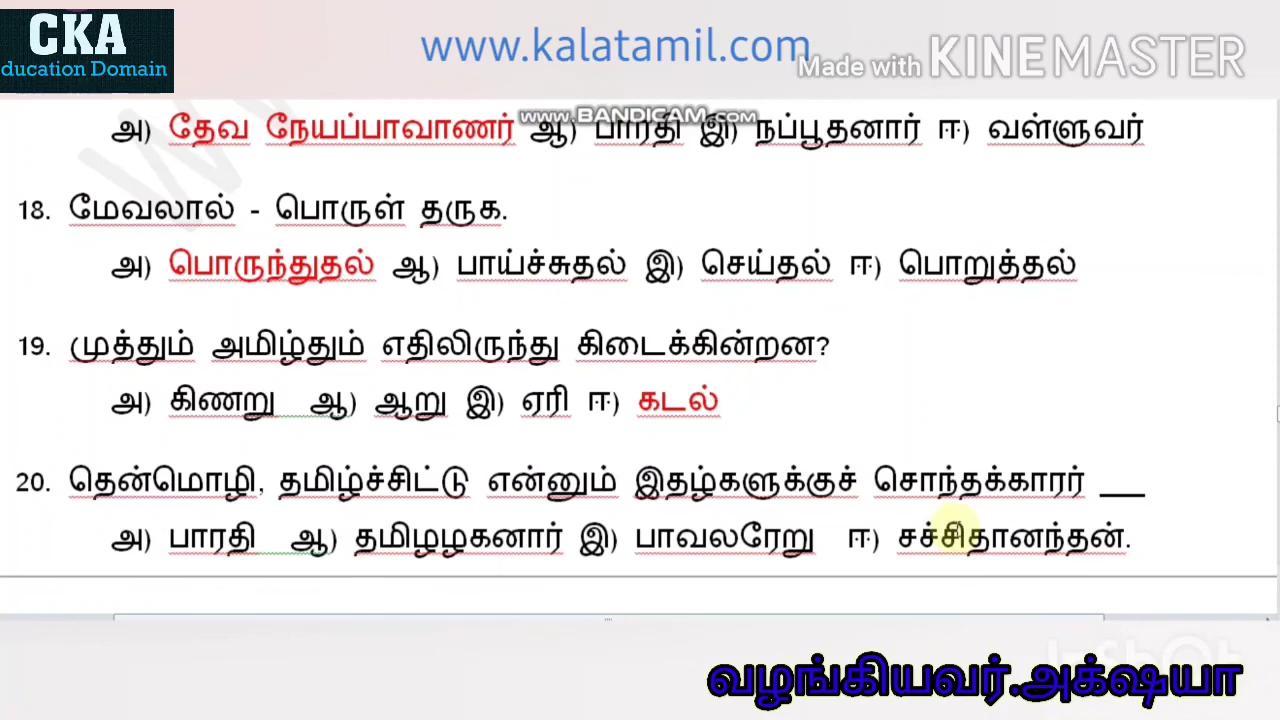 CKA
www.kalatamil.com
Made with KINEMASTER
ducation Domain
www.BANDICAM.com
அ) தேவ நேயப்பாவாணர் ஆ) பாரதி இ) நப்பூதனார் ஈ) வள்ளுவர்
18. மேவலால் - பொருள் தருக.
அ) பொருந்துதல் ஆ) பாய்ச்சுதல் இ) செய்தல் ஈ) பொறுத்தல்
19. முத்தும் அமிழ்தும் எதிலிருந்து கிடைக்கின்றன?
அ) கிணறு ஆ) ஆறு இ) ஏரி ஈ) கடல்
20. தென்மொழி, தமிழ்ச்சிட்டு என்னும் இதழ்களுக்குச் சொந்தக்காரர் ___
அ) பாரதி ஆ) தமிழழகனார் இ) பாவலரேறு ஈ) சச்சிதானந்தன்.
வழங்கியவர்.அக்ஷயா